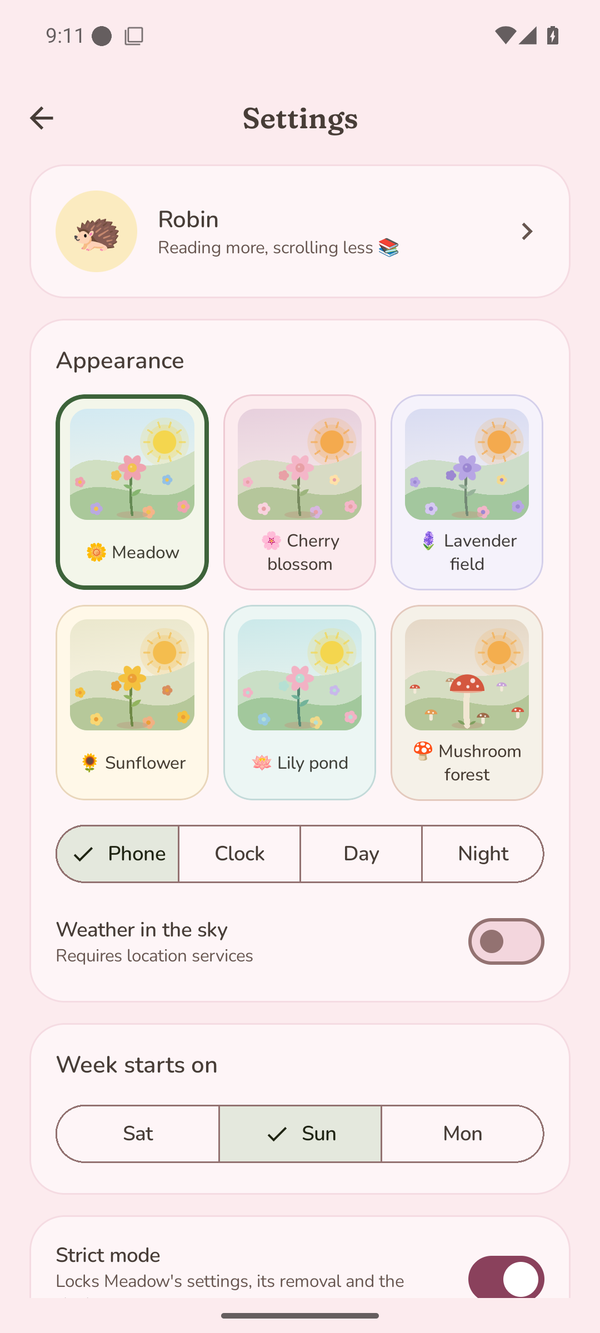 9:11
Settings
Robin
Reading more, scrolling less 📚
Appearance
🌼 Meadow
🌸 Cherry
blossom
🪻 Lavender
field
🌻 Sunflower
🪷 Lily pond
🍄 Mushroom
forest
Phone
Clock
Day
Night
Weather in the sky
Requires location services
Week starts on
Sat
Sun
Mon
Strict mode
Locks Meadow's settings, its removal and the